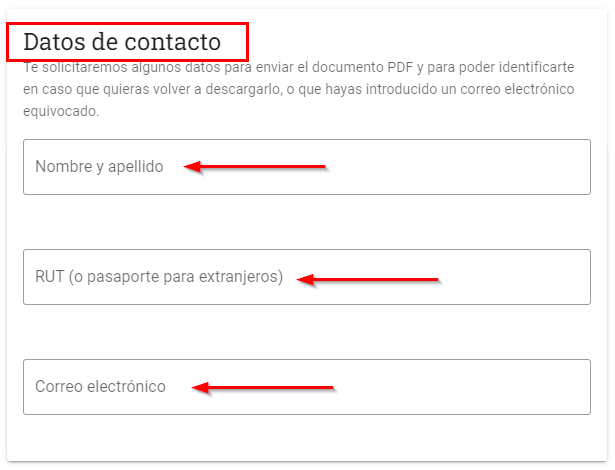 Datos de contacto
Te solicitaremos algunos datos para enviar el documento PDF y para poder identificarte
en caso que quieras volver a descargarlo, o que hayas introducido un correo electrónico
equivocado.
Nombre y apellido
RUT (o pasaporte para extranjeros)
Correo electrónico